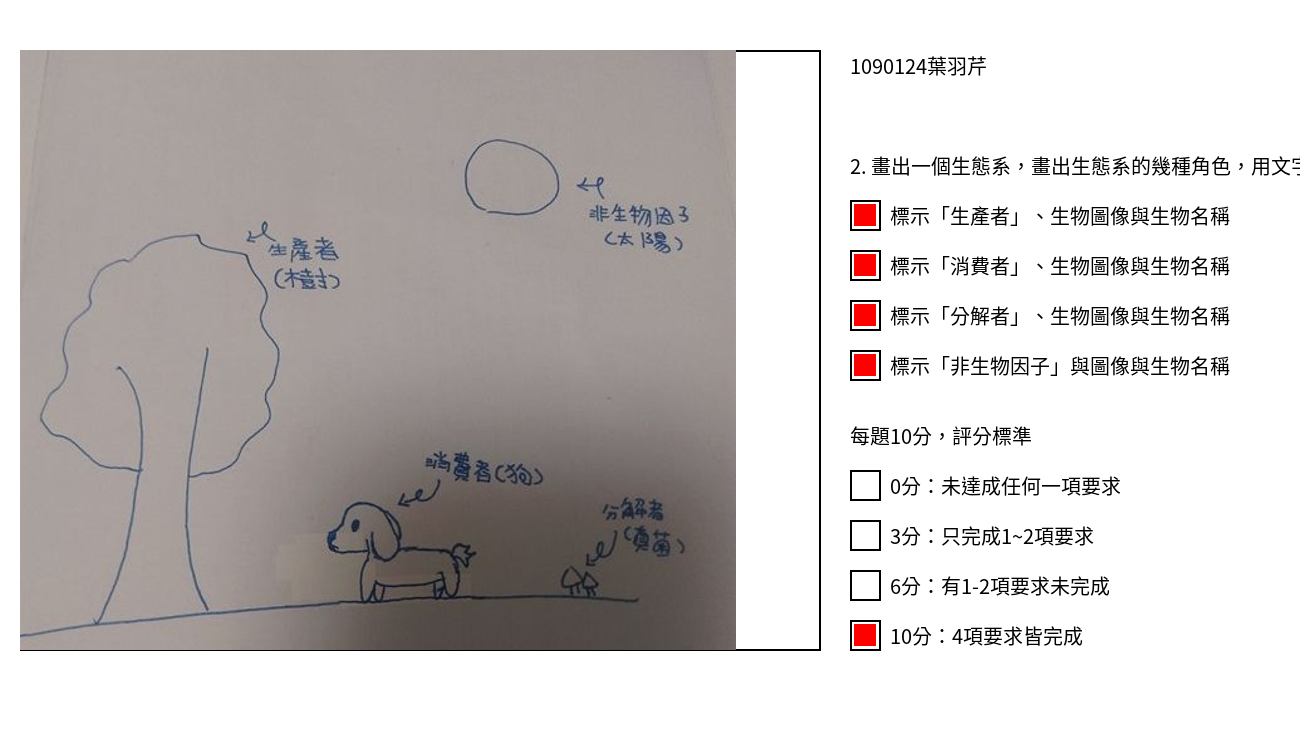 1090124葉羽芹
2. 畫出一個生態系，畫出生態系的幾種角色，用文字
標示「生產者」、生物圖像與生物名稱
標示「消費者」、生物圖像與生物名稱
標示「分解者」、生物圖像與生物名稱
標示「非生物因子」與圖像與生物名稱
每題10分，評分標準
0分：未達成任何一項要求
3分：只完成1~2項要求
6分：有1-2項要求未完成
10分：4項要求皆完成
非生物因子
(太陽)
生產者
(樹)
消費者(狗)
分解者
(真菌)